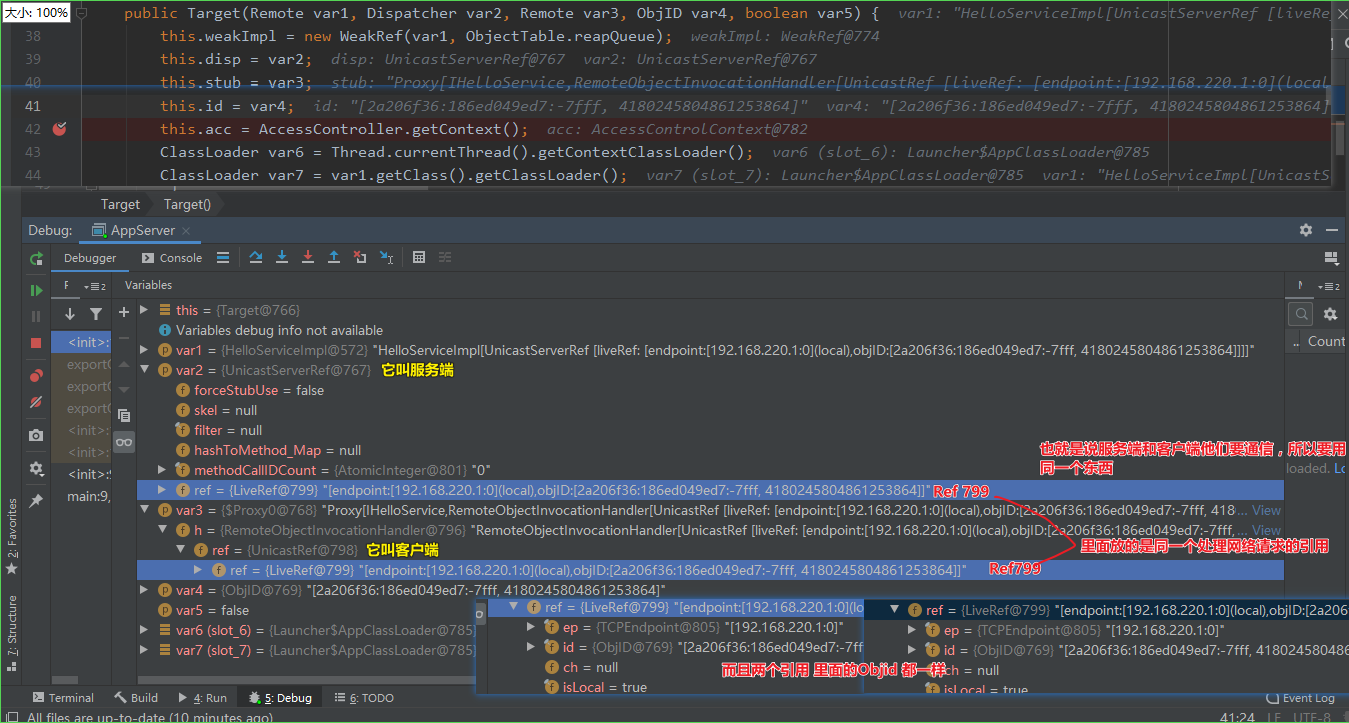 大小: 100%
public Target(Remote var1, Dispatcher var2, Remote var3, ObjID var4, boolean var5) { var1: "HelloServiceImpl[UnicastServerRef [liveRe
38 this.weakImpl = new WeakRef(var1, ObjectTable.reapQueue); weakImpl: WeakRef@774
39 this.disp = var2; disp: UnicastServerRef@767 var2: UnicastServerRef@767
40 this.stub = var3; stub: "Proxy[IHelloService,RemoteObjectInvocationHandler[UnicastRef [liveRef: [endpoint:[192.168.220.1:0](local,
41 this.id = var4; id: "[2a206f36:186ed049ed7:-7fff, 4180245804861253864]" var4: "[2a206f36:186ed049ed7:-7fff, 4180245804861253864]
42 this.acc = AccessController.getContext(); acc: AccessControlContext@782
43 ClassLoader var6 = Thread.currentThread().getContextClassLoader(); var6 (slot_6): Launcher$AppClassLoader@785
44 ClassLoader var7 = var1.getClass().getClassLoader(); var7 (slot_7): Launcher$AppClassLoader@785 var1: "HelloServiceImpl[UnicastS
Target Target()
Debug: AppServer
Debugger Console
Variables
this = {Target@766}
Variables debug info not available
<init>:
var1 = {HelloServiceImpl@572} "HelloServiceImpl[UnicastServerRef [liveRef: [endpoint:[192.168.220.1:0](local),objID:[2a206f36:186ed049ed7:-7fff, 4180245804861253864]]]]"
Count
export
var2 = {UnicastServerRef@767} 它叫服务端
export
forceStubUse = false
export
skel = null
<init>:
filter = null
<init>:
hashToMethod_Map = null
也就是说服务端和客户端他们要通信，所以要用
同一个东西
<init>:
methodCallIDCount = {AtomicInteger@801} "0"
loaded. Lo
main:9,
ref = {LiveRef@799} "[endpoint:[192.168.220.1:0](local),objID:[2a206f36:186ed049ed7:-7fff, 4180245804861253864]]" Ref 799
var3 = {$Proxy0@768} "Proxy[IHelloService,RemoteObjectInvocationHandler[UnicastRef [liveRef: [endpoint:[192.168.220.1:0](local),objID:[2a206f36:186ed049ed7:-7fff, 418… View
h = {RemoteObjectInvocationHandler@796} "RemoteObjectInvocationHandler[UnicastRef [liveRef: [endpoint:[192.168.220.1:0](local),objID:[2a206f36:186ed049ed7:-7fff, … View
ref = {UnicastRef@798} 它叫客户端
里面放的是同一个处理网络请求的引用
ref = {LiveRef@799} "[endpoint:[192.168.220.1:0](local),objID:[2a206f36:186ed049ed7:-7fff, 4180245804861253864]]" Ref799
var4 = {ObjID@769} "[2a206f36:186ed049ed7:-7fff, 4180245804861253864]"
var5 = false
var6 (slot_6) = {Launcher$AppClassLoader@785}
var7 (slot_7) = {Launcher$AppClassLoader@785}
ref = {LiveRef@799} "[endpoint:[192.168.220.1:0](lo
ep = {TCPEndpoint@805} "[192.168.220.1:0]"
id = {ObjID@769} "[2a206f36:186ed049ed7:-7fff
ch = null
isLocal = true
ref = {LiveRef@799} "[endpoint:[192.168.220.1:0](local),objID:[2a206
ep = {TCPEndpoint@805} "[192.168.220.1:0]"
id = {ObjID@769} "[2a206f36:186ed049ed7:-7fff, 4180245804861253864]
ch = null
isLocal = true
而且两个引用 里面的Objid 都一样
2: Favorites
7: Structure
Terminal Build 4: Run 5: Debug 6: TODO Event Log
All files are up-to-date (10 minutes ago) 41:24 LF UTF-8